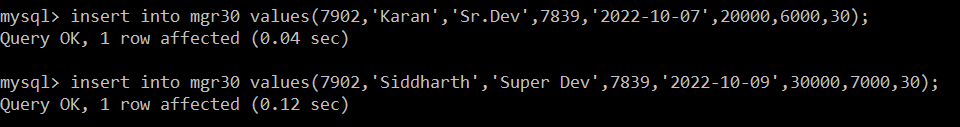 mysql> insert into mgr30 values(7902,'Karan','Sr.Dev',7839,'2022-10-07',20000,6000,30);
Query OK, 1 row affected (0.04 sec)
mysql> insert into mgr30 values(7902,'Siddharth','Super Dev',7839,'2022-10-09',30000,7000,30);
Query OK, 1 row affected (0.12 sec)